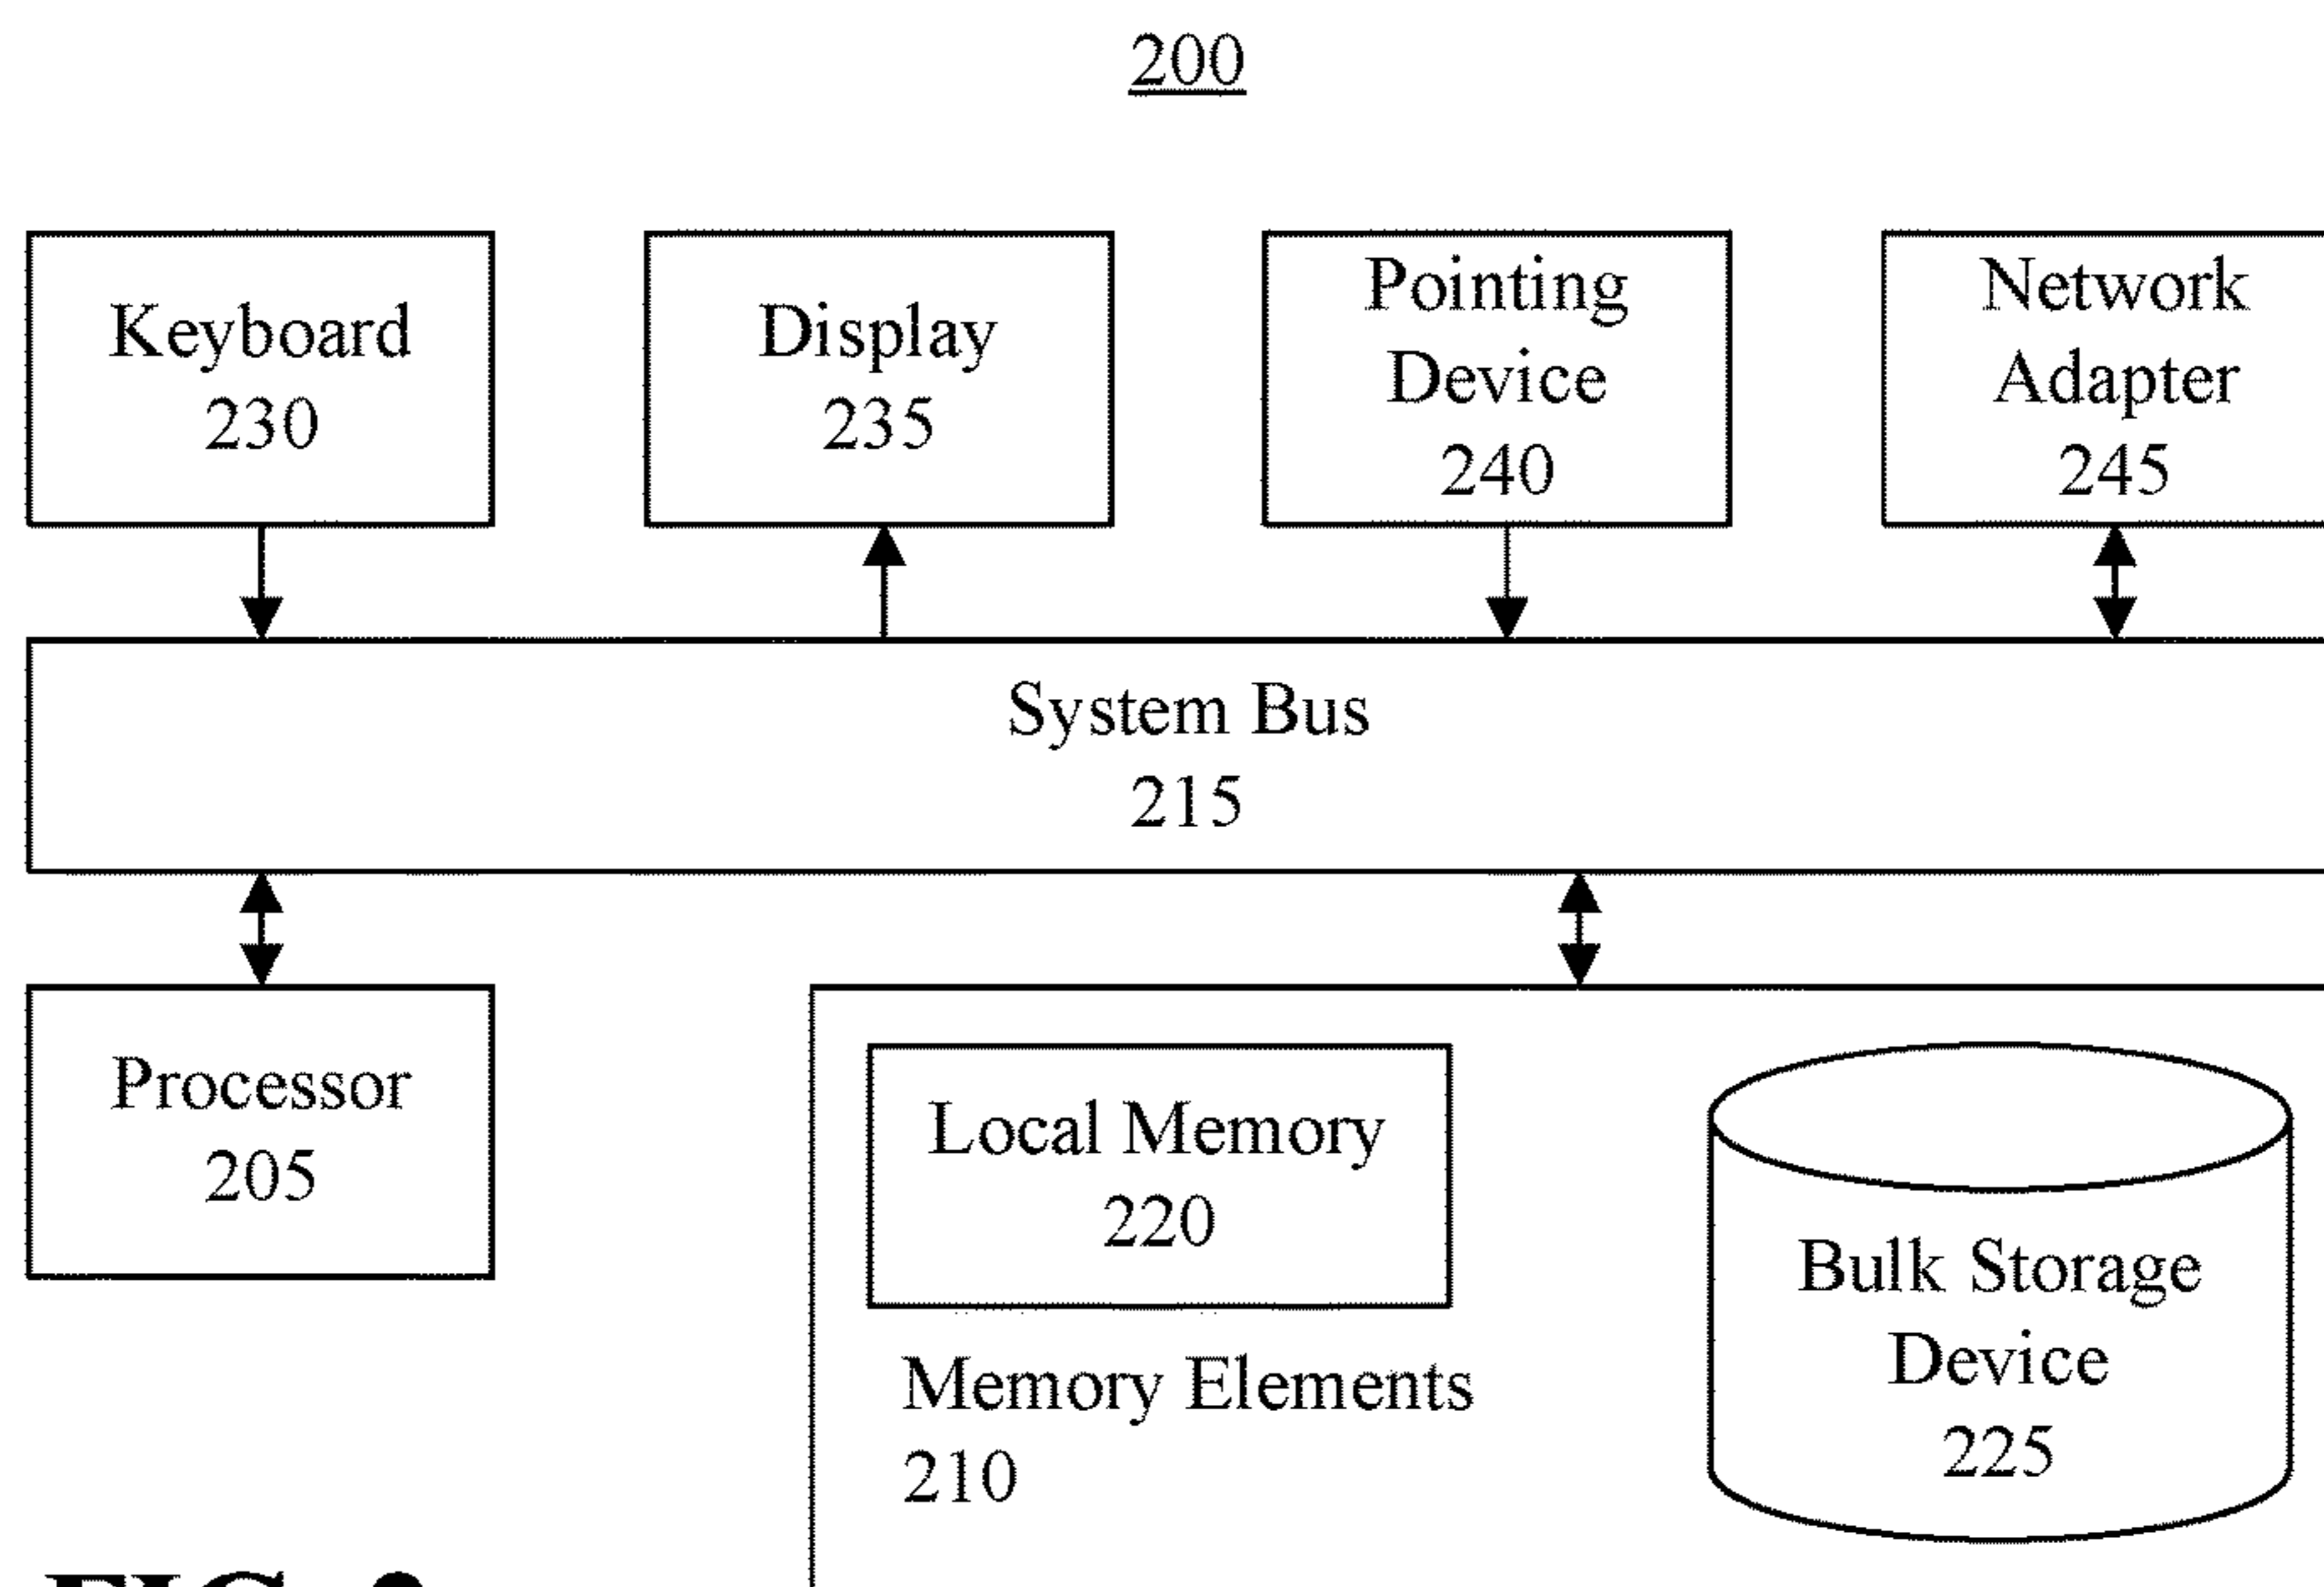 200
Keyboard
230
Display
235
Pointing
Device
240
Network
Adapter
245
System Bus
215
Processor
205
Local Memory
220
Memory Elements
210
Bulk Storage
Device
225